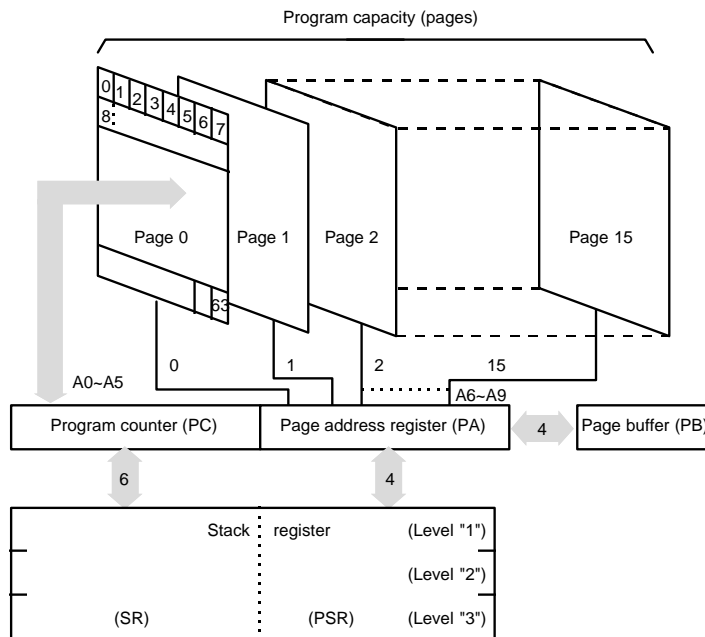 Program capacity (pages)
0 1 2 3 4 5 6 7
8
Page 0
Page 1
Page 2
Page 15
63
0
1
2
15
A0~A5
A6~A9
Program counter (PC)
Page address register (PA)
4
Page buffer (PB)
6
4
Stack register (Level "1")
(Level "2")
(SR) (PSR) (Level "3")